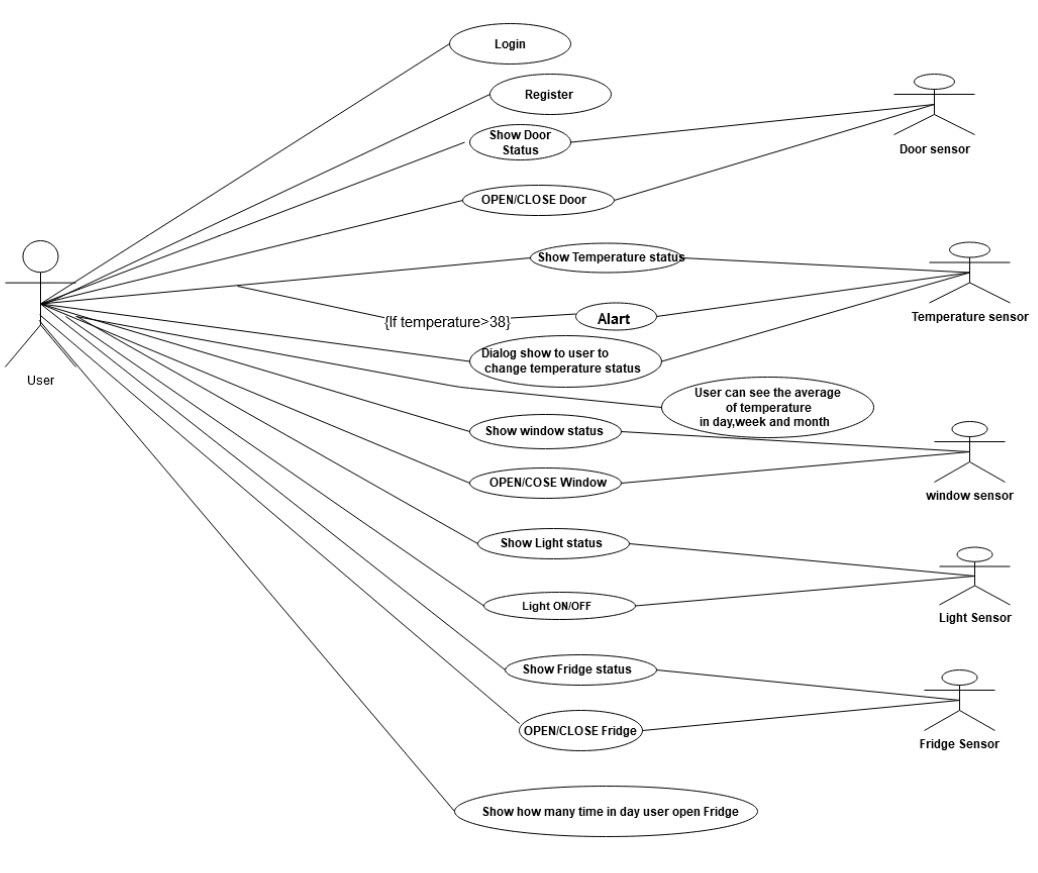 Login
Register
Show Door
Status
Door sensor
OPEN/CLOSE Door
Show Temperature status
{If temperature>38}
Alart
Temperature sensor
Dialog show to user to
change temperature status
User
User can see the average
of temperature
in day,week and month
Show window status
OPEN/COSE Window
window sensor
Show Light status
Light ON/OFF
Light Sensor
Show Fridge status
OPEN/CLOSE Fridge
Fridge Sensor
Show how many time in day user open Fridge